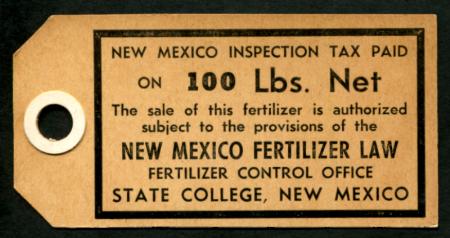 NEW MEXICO INSPECTION TAX PAID
ON 100 Lbs. Net
The sale of this fertilizer is authorized
subject to the provisions of the
NEW MEXICO FERTILIZER LAW
FERTILIZER CONTROL OFFICE
STATE COLLEGE, NEW MEXICO